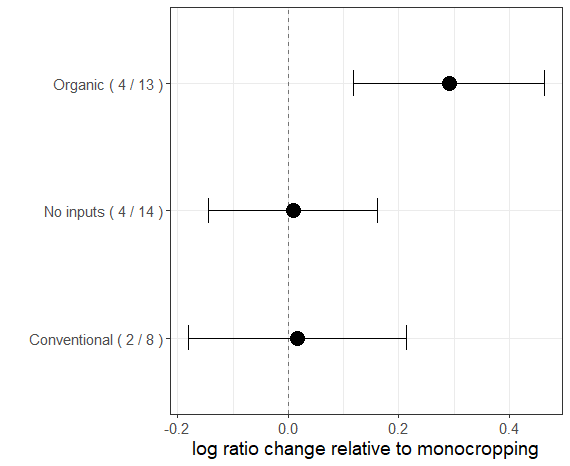 Organic ( 4 / 13 )
No inputs ( 4 / 14 )
Conventional ( 2 / 8 )
-0.2 0.0 0.2 0.4
log ratio change relative to monocropping